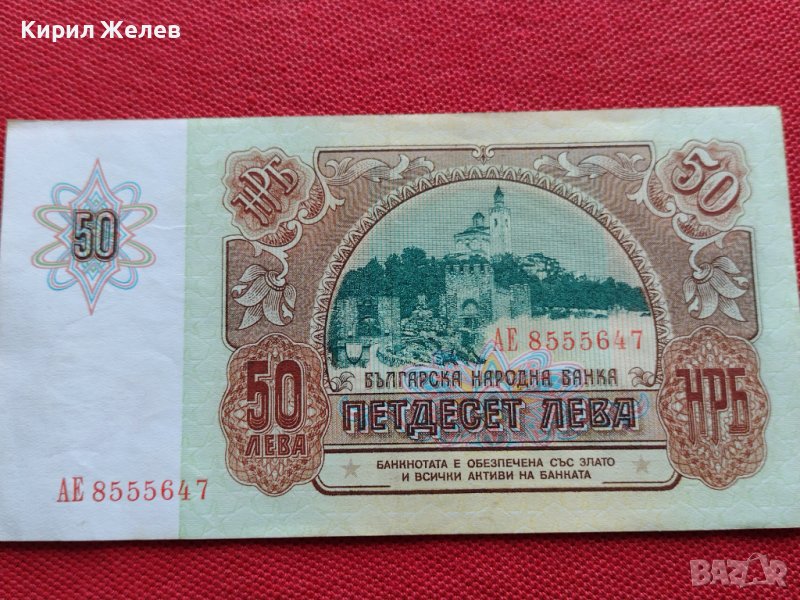 Кирил Желев
50
НРБ
50
АЕ 8555647
БЪЛГАРСКА НАРОДНА БАНКА
ПЕТДЕСЕТ ЛЕВА
50
ЛЕВА
НРБ
БАНКНОТАТА Е ОБЕЗПЕЧЕНА СЪС ЗЛАТО
И ВСИЧКИ АКТИВИ НА БАНКАТА
АЕ 8555647
BAZAR